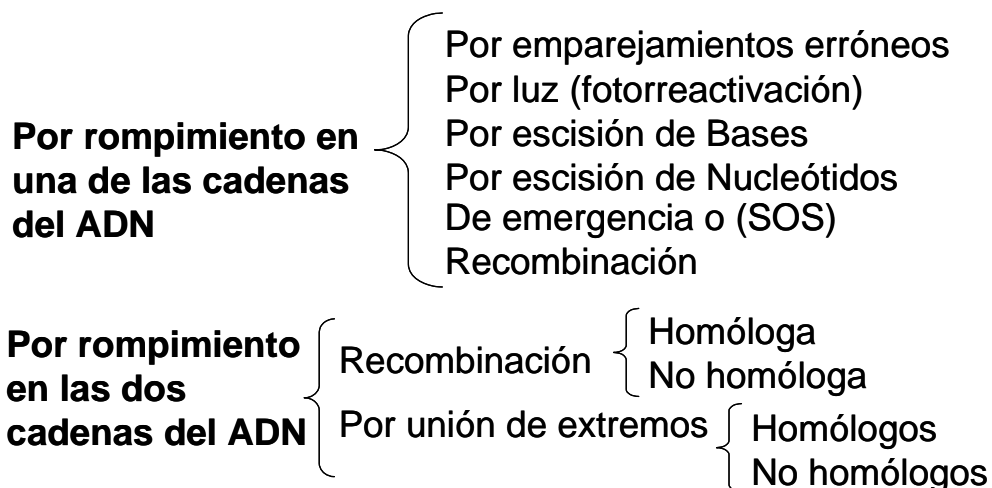 Por emparejamientos erróneos
Por luz (fotorreactivación)
Por rompimiento en
una de las cadenas
del ADN
Por escisión de Bases
Por escisión de Nucleótidos
De emergencia o (SOS)
Recombinación
Por rompimiento
en las dos
cadenas del ADN
Recombinación
Homóloga
No homóloga
Por unión de extremos
Homólogos
No homólogos